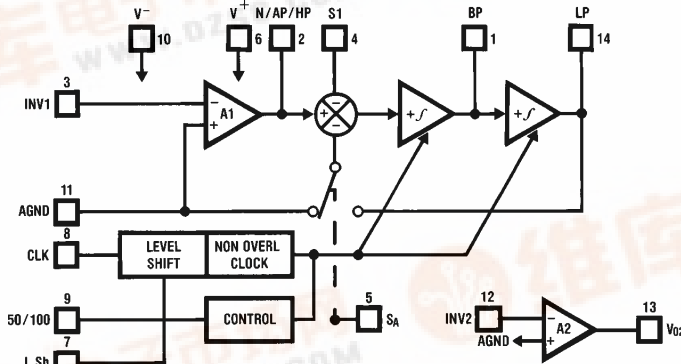 V⁻
10
V⁺
6
N/AP/HP
2
S1
4
BP
1
LP
14
3
INV1
−
+
A1
+
−
−
+∫
+∫
11
AGND
8
CLK
LEVEL
SHIFT
NON OVERL
CLOCK
9
50/100
CONTROL
5
SA
7
L Sh
12
INV2
AGND
−
+
A2
13
VO2